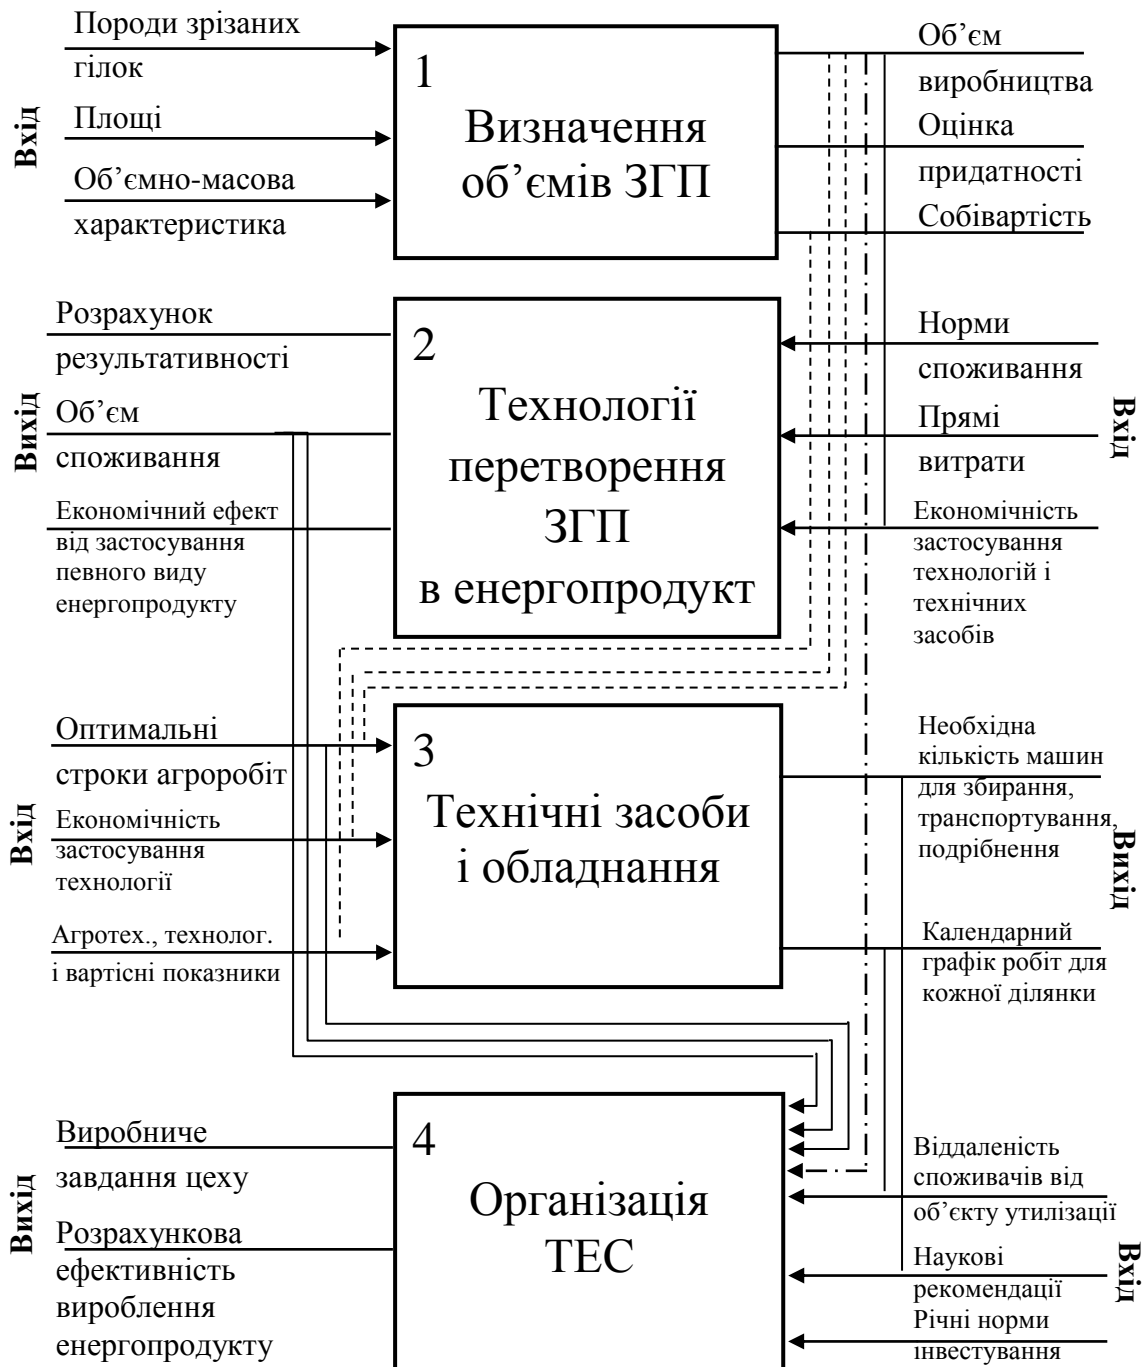 Породи зрізаних
гілок
Площі
Об’ємно-масова
характеристика
Вхід
1
Визначення
об’ємів ЗГП
Об’єм
виробництва
Оцінка
придатності
Собівартість
Розрахунок
результативності
Об’єм
споживання
Економічний ефект
від застосування
певного виду
енергопродукту
Вихід
2
Технології
перетворення
ЗГП
в енергопродукт
Норми
споживання
Прямі
витрати
Економічність
застосування
технологій і
технічних
засобів
Вхід
Оптимальні
строки агроробіт
Економічність
застосування
технології
Агротех., технолог.
і вартісні показники
Вхід
3
Технічні засоби
і обладнання
Необхідна
кількість машин
для збирання,
транспортування,
подрібнення
Календарний
графік робіт для
кожної ділянки
Вихід
Виробниче
завдання цеху
Розрахункова
ефективність
вироблення
енергопродукту
Вихід
4
Організація
ТЕС
Віддаленість
споживачів від
об’єкту утилізації
Наукові
рекомендації
Річні норми
інвестування
Вхід